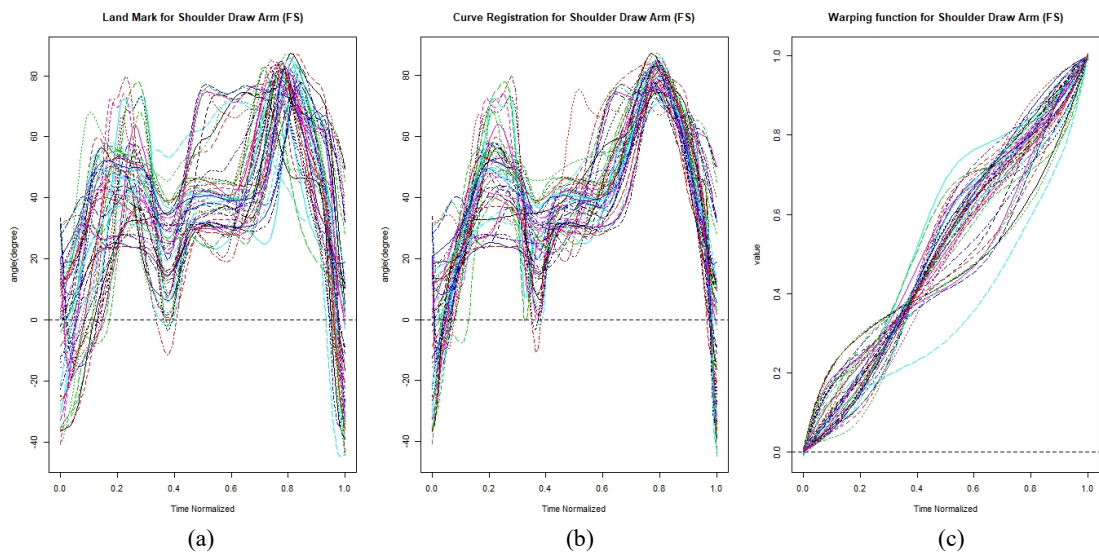 Land Mark for Shoulder Draw Arm (FS)
angle(degree)
80
60
40
20
0
-20
-40
0.0 0.2 0.4 0.6 0.8 1.0
Time Normalized
(a)
Curve Registration for Shoulder Draw Arm (FS)
angle(degree)
80
60
40
20
0
-20
-40
0.0 0.2 0.4 0.6 0.8 1.0
Time Normalized
(b)
Warping function for Shoulder Draw Arm (FS)
value
1.0
0.8
0.6
0.4
0.2
0.0
0.0 0.2 0.4 0.6 0.8 1.0
Time Normalized
(c)